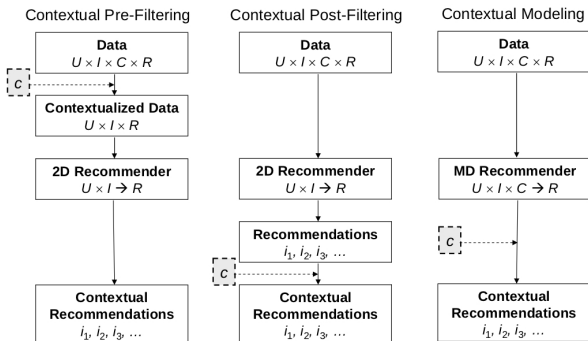 Contextual Pre-Filtering
Data
U × I × C × R
c
Contextualized Data
U × I × R
2D Recommender
U × I → R
Contextual
Recommendations
i1, i2, i3, …
Contextual Post-Filtering
Data
U × I × C × R
2D Recommender
U × I → R
Recommendations
i1, i2, i3, …
c
Contextual
Recommendations
i1, i2, i3, …
Contextual Modeling
Data
U × I × C × R
MD Recommender
U × I × C → R
c
Contextual
Recommendations
i1, i2, i3, …